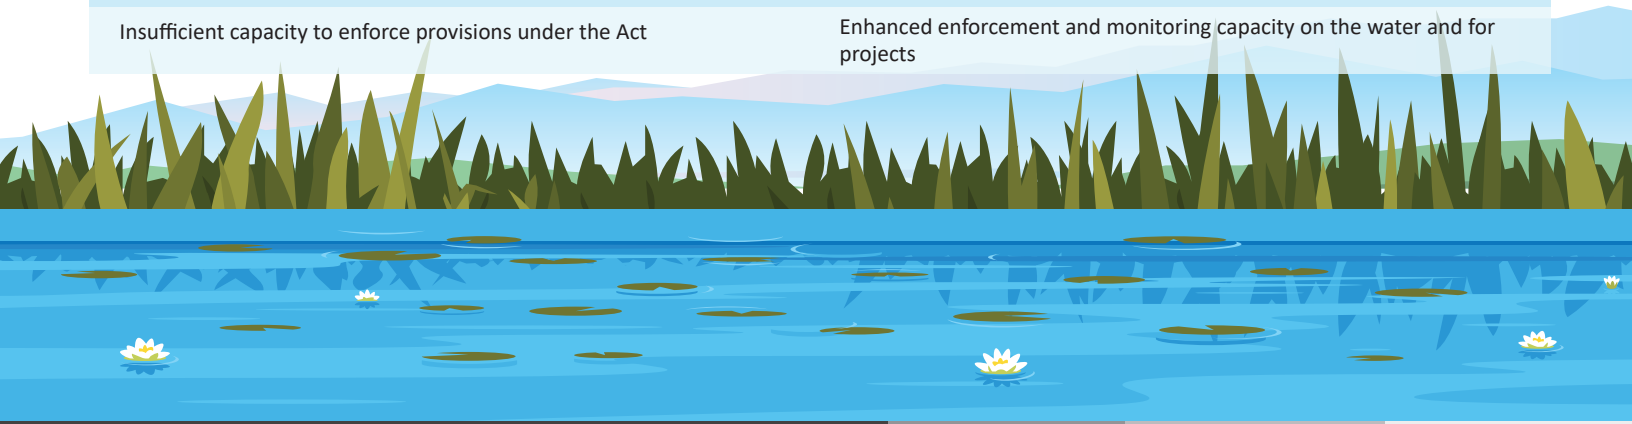 Insufficient capacity to enforce provisions under the Act
Enhanced enforcement and monitoring capacity on the water and for
projects